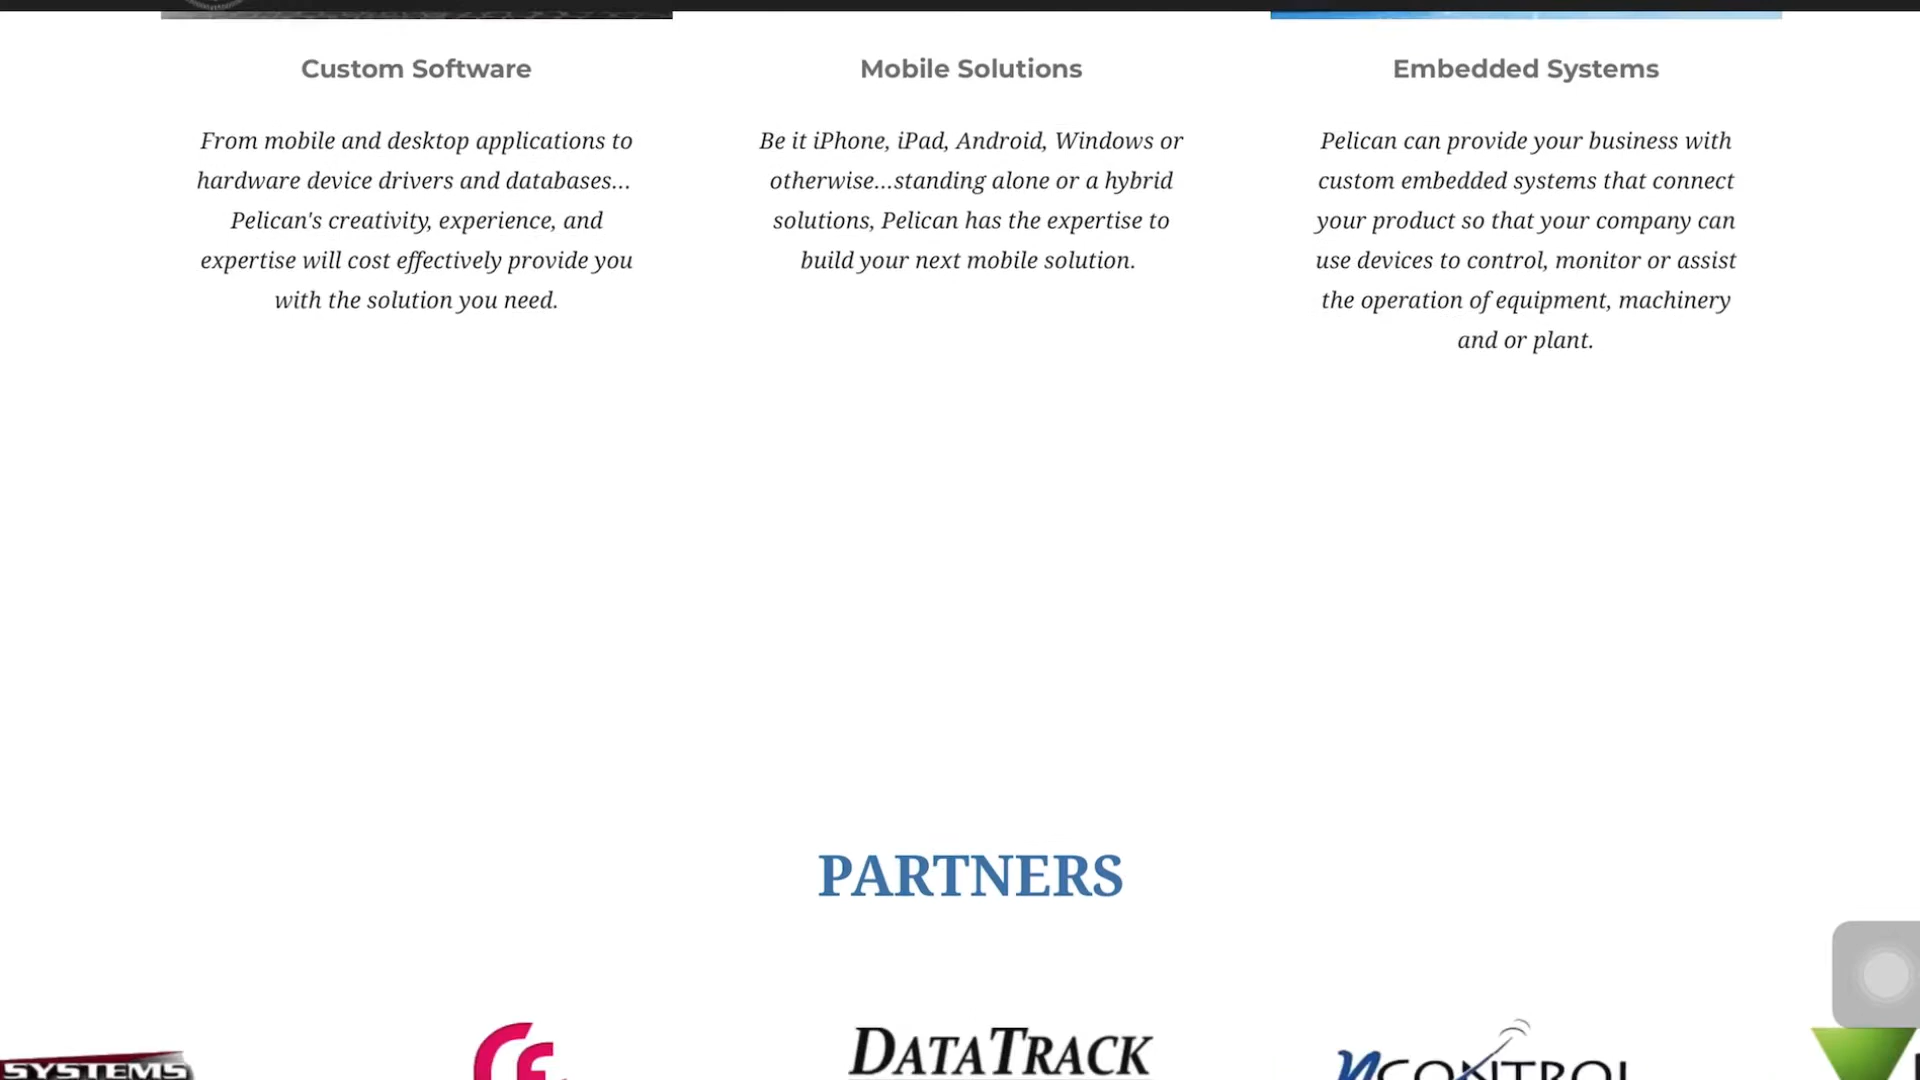 Custom Software
From mobile and desktop applications to
hardware device drivers and databases...
Pelican's creativity, experience, and
expertise will cost effectively provide you
with the solution you need.
Mobile Solutions
Be it iPhone, iPad, Android, Windows or
otherwise...standing alone or a hybrid
solutions, Pelican has the expertise to
build your next mobile solution.
Embedded Systems
Pelican can provide your business with
custom embedded systems that connect
your product so that your company can
use devices to control, monitor or assist
the operation of equipment, machinery
and or plant.
PARTNERS
SYSTEMS
DATATRACK
nCONTROL